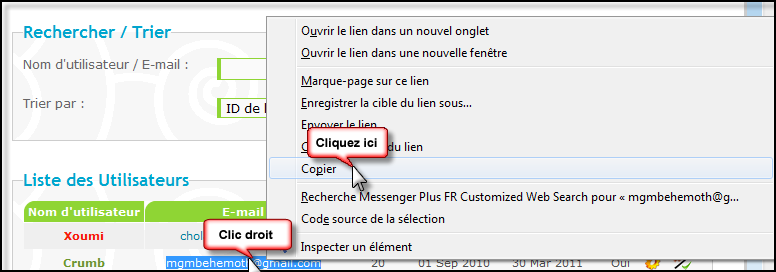 Rechercher / Trier
Nom d'utilisateur / E-mail :
Trier par :
ID de
Ouvrir le lien dans un nouvel onglet
Ouvrir le lien dans une nouvelle fenêtre
Marque-page sur ce lien
Enregistrer la cible du lien sous...
Envoyer le lien
du lien
Cliquez ici
Copier
Recherche Messenger Plus FR Customized Web Search pour « mgmbehemoth@g...
Code source de la sélection
Inspecter un élément
Liste des Utilisateurs
Nom d'utilisateur E-mail
Xoumi
Clic droit
Crumb mgmbehemoth@gmail.com 20 01 Sep 2010 30 Mar 2011 Oui